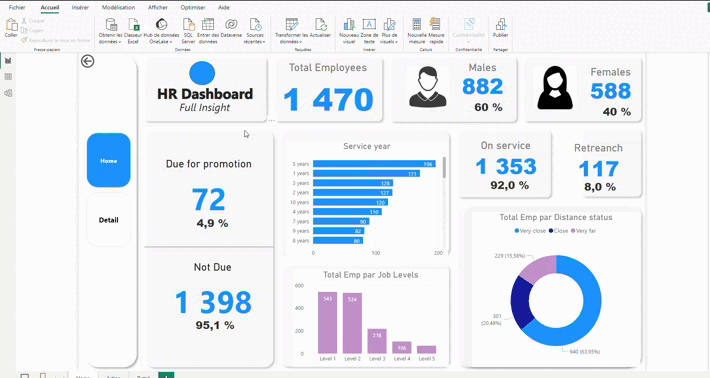 Fichier Accueil Insérer Modélisation Afficher Optimiser Aide
Coller
Couper
Copier
Reproduire la mise en forme
Presse-papiers
Obtenir les données
Classeur Excel
Hub de données OneLake
SQL Server
Entrer des données
Dataverse
Sources récentes
Données
Transformer les données
Actualiser
Requêtes
Nouveau visuel
Zone de texte
Plus de visuels
Insérer
Nouvelle mesure
Mesure rapide
Calculs
Confidentialité
Confidentialité
Publier
Partager
HR Dashboard
Full Insight
Total Employees
1 470
Males
882
60 %
Females
588
40 %
Home
Detail
Due for promotion
72
4,9 %
Not Due
1 398
95,1 %
Service year
5 years 196
1 years 171
3 years 128
2 years 127
10 years 120
4 years 110
7 years 90
9 years 82
8 years 80
0 100 200
On service
1 353
92,0 %
Retreanch
117
8,0 %
Total Emp par Job Levels
600
400
200
0
543 534 218 106
Level 1 Level 2 Level 3 Level 4 Level 5
Total Emp par Distance status
Very close Close Very far
229 (15,58%)
301
(20,48%)
940 (63,95%)